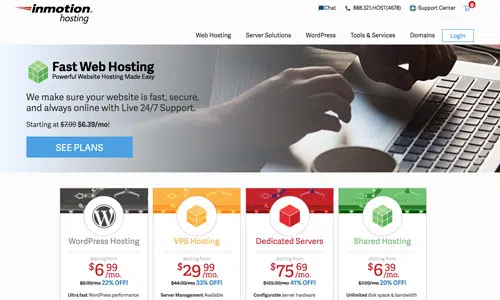 inmotion
hosting
Chat
888.321.HOST(4678)
Support Center
0
Web Hosting
Server Solutions
WordPress
Tools & Services
Domains
Login
Fast Web Hosting
Powerful Website Hosting Made Easy
We make sure your website is fast, secure,
and always online with Live 24/7 Support.
Starting at $7.99 $6.39/mo!
SEE PLANS
WordPress Hosting
starting from
$6.99/mo.
$8.99/mo 22% OFF!
Ultra fast WordPress performance
VPS Hosting
starting from
$29.99/mo.
$44.99/mo 33% OFF!
Server Management Available
Dedicated Servers
starting from
$75.69/mo.
41% OFF!
Configurable server hardware
Shared Hosting
starting from
$6.39/mo.
$7.99/mo 20% OFF!
Unlimited disk space & bandwidth